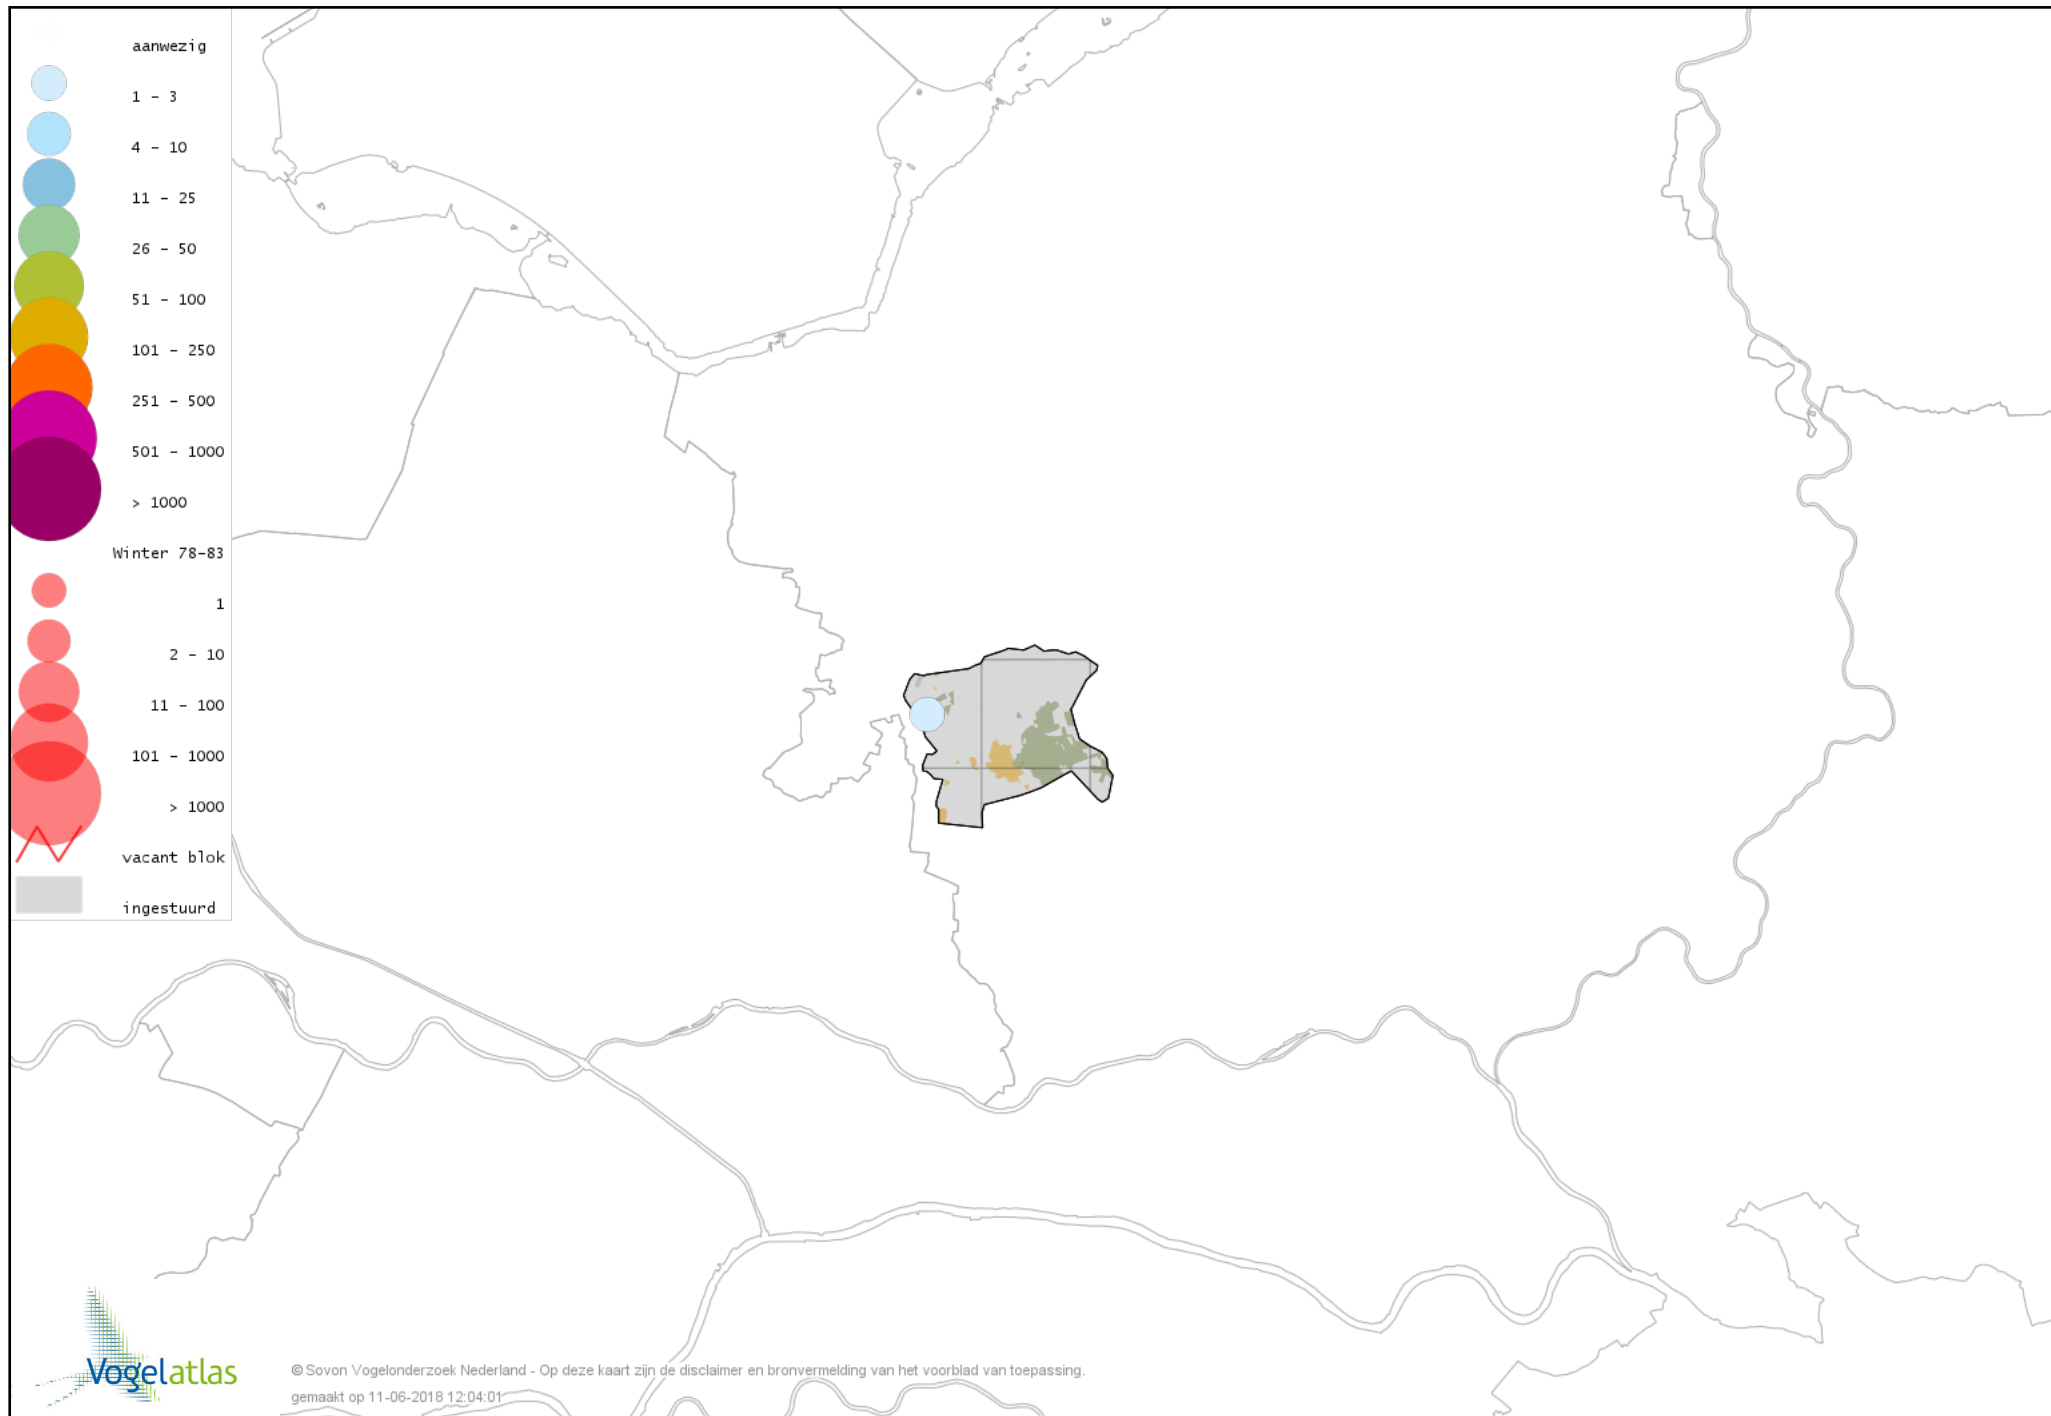 aanwezig
1 - 3
4 - 10
11 - 25
26 - 50
51 - 100
101 - 250
251 - 500
501 - 1000
> 1000
Winter 78-83
1
2 - 10
11 - 100
101 - 1000
> 1000
vacant blok
ingestuurd
Vogelatlas
© Sovon Vogelonderzoek Nederland - Op deze kaart zijn de disclaimer en bronvermelding van het voorblad van toepassing.
gemaakt op 11-06-2018 12:04:01